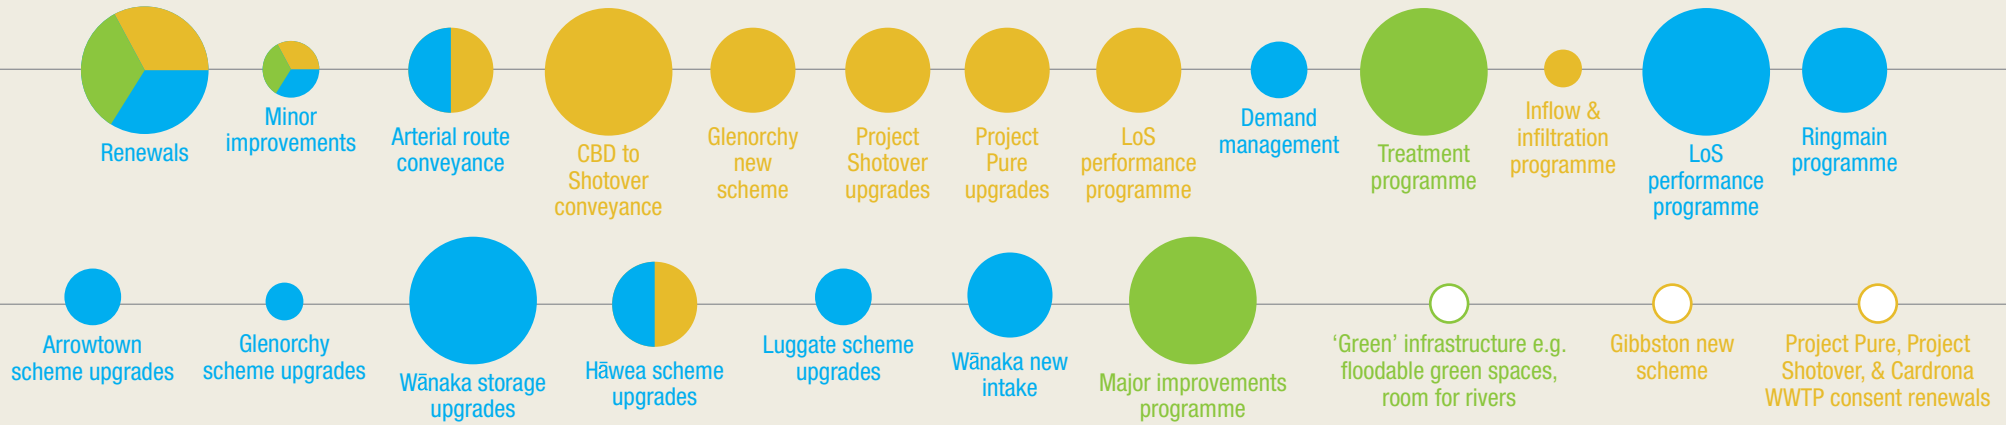 Renewals
Minor
improvements
Arterial route
conveyance
CBD to
Shotover
conveyance
Glenorchy
new
scheme
Project
Shotover
upgrades
Project
Pure
upgrades
LoS
performance
programme
Demand
management
Treatment
programme
Inflow &
infiltration
programme
LoS
performance
programme
Ringmain
programme
Arrowtown
scheme upgrades
Glenorchy
scheme upgrades
Wānaka storage
upgrades
Hāwea scheme
upgrades
Luggate scheme
upgrades
Wānaka new
intake
Major improvements
programme
‘Green’ infrastructure e.g.
floodable green spaces,
room for rivers
Gibbston new
scheme
Project Pure, Project
Shotover, & Cardrona
WWTP consent renewals